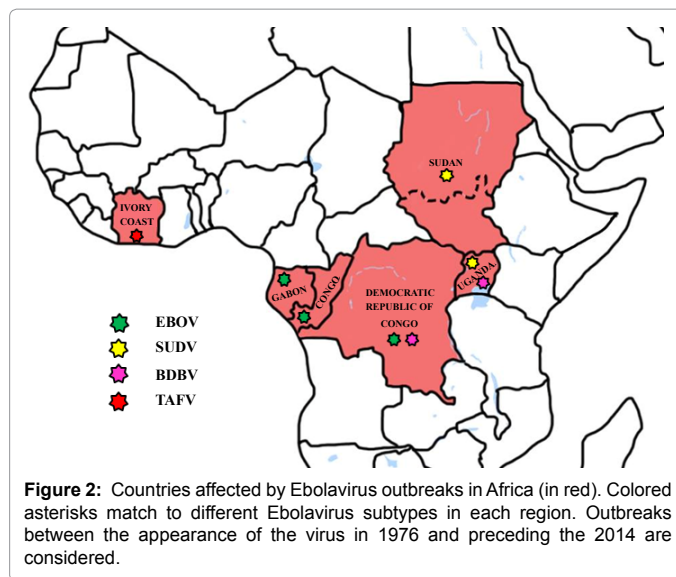 SUDAN
IVORY
COAST
UGANDA
GABON
CONGO
DEMOCRATIC
REPUBLIC OF
CONGO
EBOV
SUDV
BDBV
TAFV
Figure 2: Countries affected by Ebolavirus outbreaks in Africa (in red). Colored
asterisks match to different Ebolavirus subtypes in each region. Outbreaks
between the appearance of the virus in 1976 and preceding the 2014 are
considered.